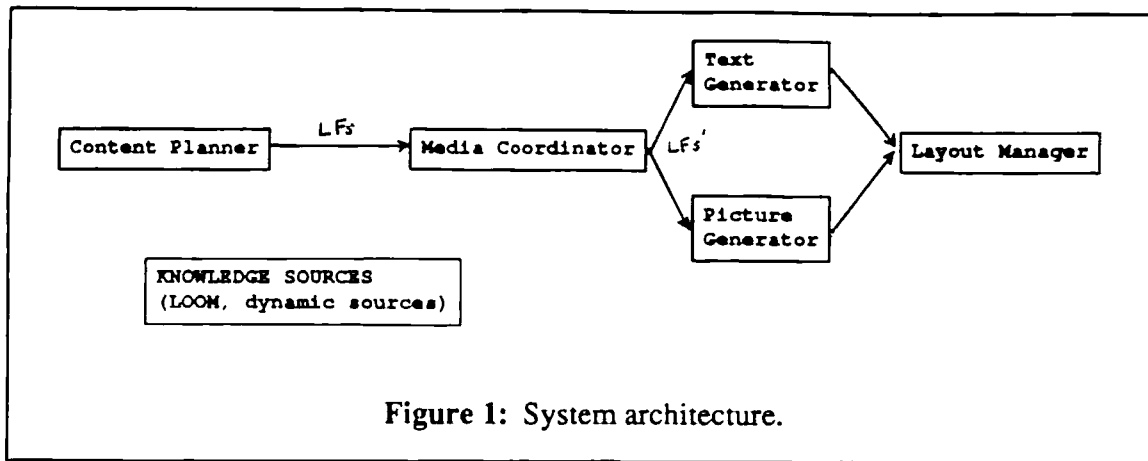 Text
Generator
LFs
Content Planner
Media Coordinator
LFs'
Layout Manager
Picture
Generator
KNOWLEDGE SOURCES
(LOOM, dynamic sources)
Figure 1: System architecture.